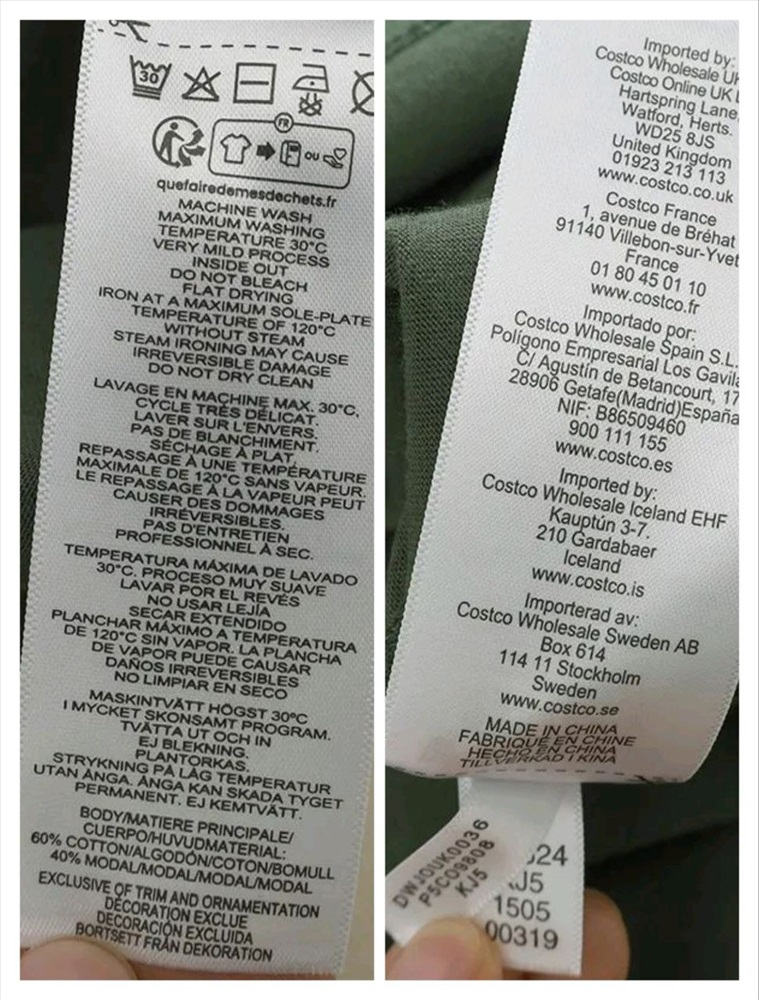 30
FR
OU
quefairedemesdechets.fr
MACHINE WASH
MAXIMUM WASHING
TEMPERATURE 30°C
VERY MILD PROCESS
INSIDE OUT
DO NOT BLEACH
FLAT DRYING
IRON AT A MAXIMUM SOLE-PLATE
TEMPERATURE OF 120°C
WITHOUT STEAM
STEAM IRONING MAY CAUSE
IRREVERSIBLE DAMAGE
DO NOT DRY CLEAN
LAVAGE EN MACHINE MAX. 30°C,
CYCLE TRÈS DÉLICAT.
LAVER SUR L'ENVERS.
PAS DE BLANCHIMENT.
SÉCHAGE À PLAT.
REPASSAGE À UNE TEMPÉRATURE
MAXIMALE DE 120°C SANS VAPEUR.
LE REPASSAGE À LA VAPEUR PEUT
CAUSER DES DOMMAGES
IRRÉVERSIBLES.
PAS D'ENTRETIEN
PROFESSIONNEL À SEC.
TEMPERATURA MÁXIMA DE LAVADO
30°C. PROCESO MUY SUAVE
LAVAR POR EL REVÉS
NO USAR LEJÍA
SECAR EXTENDIDO
PLANCHAR MÁXIMO A TEMPERATURA
DE 120°C SIN VAPOR. LA PLANCHA
DE VAPOR PUEDE CAUSAR
DAÑOS IRREVERSIBLES
NO LIMPIAR EN SECO
MASKINTVÄTT HÖGST 30ºC
I MYCKET SKONSAMT PROGRAM.
TVÄTTA UT OCH IN
EJ BLEKNING.
PLANTORKAS.
STRYKNING PÅ LÅG TEMPERATUR
UTAN ÅNGA. ÅNGA KAN SKADA TYGET
PERMANENT. EJ KEMTVÄTT.
BODY/MATIERE PRINCIPALE/
CUERPO/HUVUDMATERIAL:
60% COTTON/ALGODÓN/COTON/BOMULL
40% MODAL/MODAL/MODAL/MODAL
EXCLUSIVE OF TRIM AND ORNAMENTATION
DÉCORATION EXCLUE
DECORACIÓN EXCLUIDA
BORTSETT FRÅN DEKORATION
Imported by:
Costco Wholesale UK
Costco Online UK
Hartspring Lane,
Watford, Herts.
WD25 8JS
United Kingdom
01923 213 113
www.costco.co.uk
Costco France
1, avenue de Bréhat
91140 Villebon-sur-Yvet
France
01 80 45 01 10
www.costco.fr
Importado por:
Costco Wholesale Spain S.L.
Polígono Empresarial Los Gavila
C/ Agustín de Betancourt, 17
28906 Getafe(Madrid)España
NIF: B86509460
900 111 155
www.costco.es
Imported by:
Costco Wholesale Iceland EHF
Kauptún 3-7.
210 Gardabaer
Iceland
www.costco.is
Importerad av:
Costco Wholesale Sweden AB
Box 614
114 11 Stockholm
Sweden
www.costco.se
MADE IN CHINA
FABRIQUÉ EN CHINE
HECHO EN CHINA
TILLVERKAD I KINA
DWJOUK0036
P5C09808
KJ5
24
J5
1505
00319